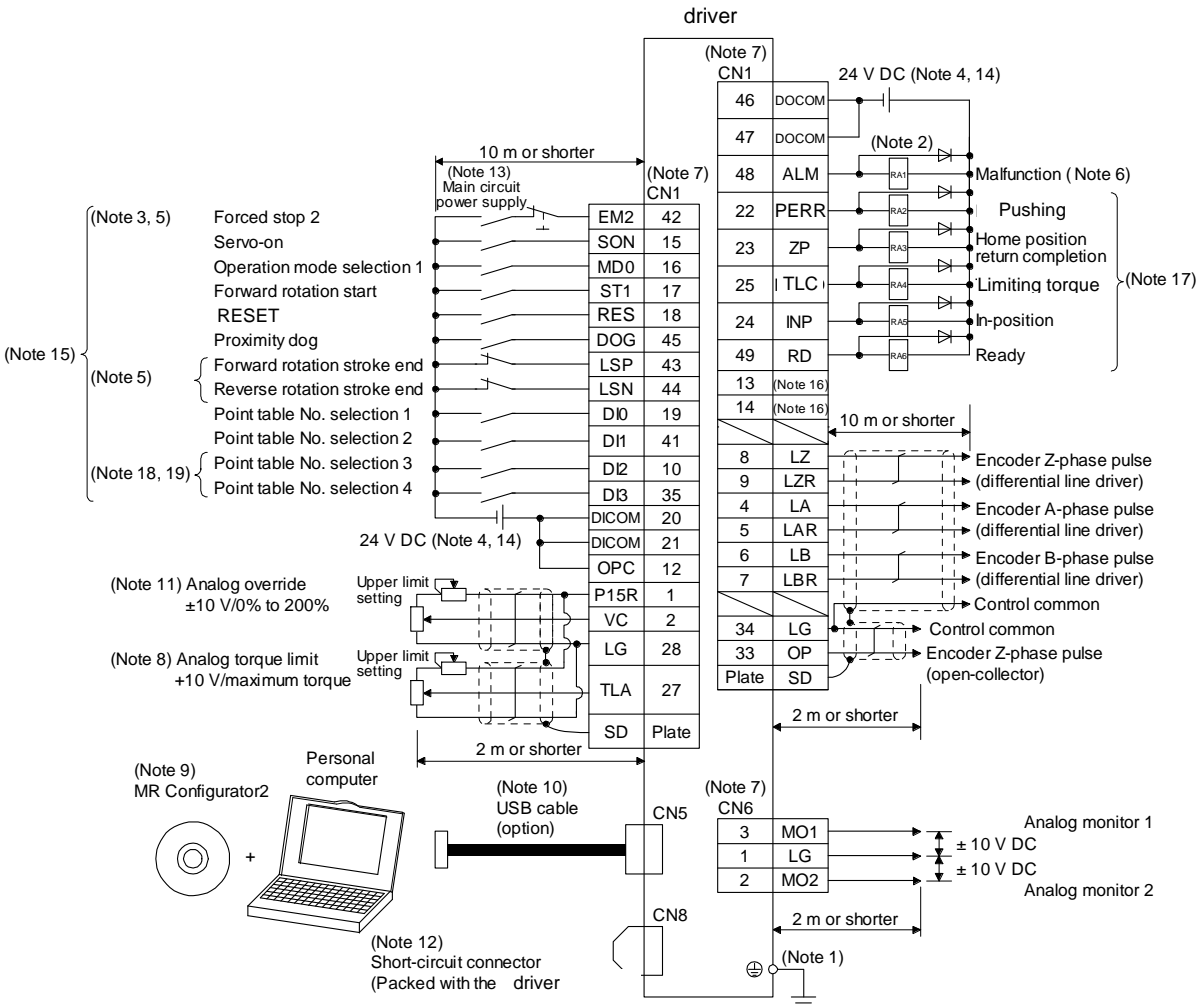 driver
(Note 7)
CN1
24 V DC (Note 4, 14)
46 DOCOM
47 DOCOM
(Note 2)
48 ALM RA1 Malfunction ( Note 6)
22 PERR RA2 Pushing
23 ZP RA3 Home position
return completion
25 TLC RA4 Limiting torque
24 INP RA5 In-position
49 RD RA6 Ready
(Note 17)
13 (Note 16)
14 (Note 16)
10 m or shorter
8 LZ Encoder Z-phase pulse
9 LZR (differential line driver)
4 LA Encoder A-phase pulse
5 LAR (differential line driver)
6 LB Encoder B-phase pulse
7 LBR (differential line driver)
Control common
34 LG Control common
33 OP Encoder Z-phase pulse
(open-collector)
Plate SD
2 m or shorter
10 m or shorter
(Note 13)
Main circuit
power supply
(Note 7)
CN1
(Note 15)
(Note 3, 5) Forced stop 2 EM2 42
Servo-on SON 15
Operation mode selection 1 MD0 16
Forward rotation start ST1 17
RESET RES 18
Proximity dog DOG 45
(Note 5)
Forward rotation stroke end LSP 43
Reverse rotation stroke end LSN 44
Point table No. selection 1 DI0 19
Point table No. selection 2 DI1 41
(Note 18, 19)
Point table No. selection 3 DI2 10
Point table No. selection 4 DI3 35
DICOM 20
24 V DC (Note 4, 14)
DICOM 21
OPC 12
(Note 11) Analog override
±10 V/0% to 200%
Upper limit
setting
P15R 1
VC 2
LG 28
(Note 8) Analog torque limit
+10 V/maximum torque
Upper limit
setting
TLA 27
SD Plate
2 m or shorter
(Note 9)
MR Configurator2
+
Personal
computer
(Note 10)
USB cable
(option)
CN5
CN8
(Note 12)
Short-circuit connector
(Packed with the driver
(Note 7)
CN6
3 MO1 Analog monitor 1
± 10 V DC
1 LG
± 10 V DC
2 MO2 Analog monitor 2
2 m or shorter
(Note 1)